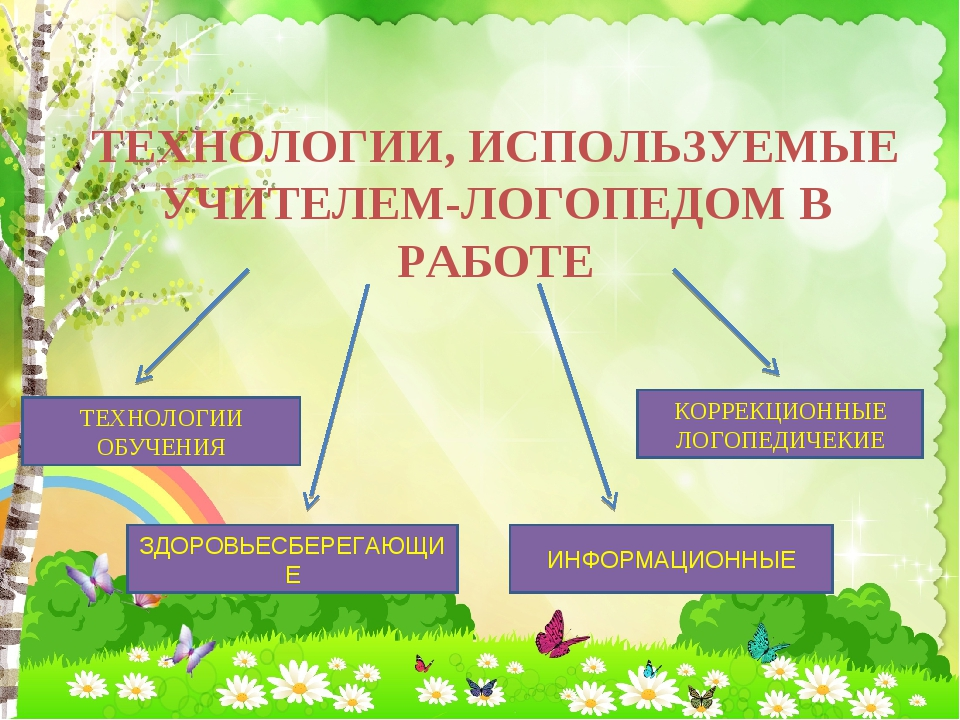 ТЕХНОЛОГИИ, ИСПОЛЬЗУЕМЫЕ
УЧИТЕЛЕМ-ЛОГОПЕДОМ В
РАБОТЕ
ТЕХНОЛОГИИ
ОБУЧЕНИЯ
КОРРЕКЦИОННЫЕ
ЛОГОПЕДИЧЕКИЕ
ЗДОРОВЬЕСБЕРЕГАЮЩИ
Е
ИНФОРМАЦИОННЫЕ